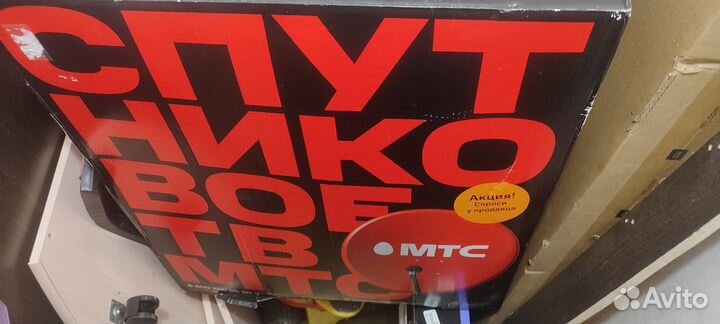 СПУТ
НИКО
ВОЕ
ТВ
МТС
Акция!
Спроси
у продавца
МТС
Avito